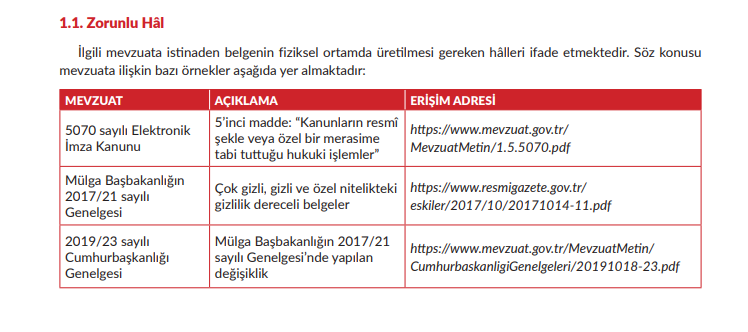 1.1. Zorunlu Hâl
İlgili mevzuata istinaden belgenin fiziksel ortamda üretilmesi gereken hâlleri ifade etmektedir. Söz konusu
mevzuata ilişkin bazı örnekler aşağıda yer almaktadır:
MEVZUAT AÇIKLAMA ERİŞİM ADRESİ
5070 sayılı Elektronik
İmza Kanunu
5’inci madde: “Kanunların resmî
şekle veya özel bir merasime
tabi tuttuğu hukuki işlemler”
https://www.mevzuat.gov.tr/
MevzuatMetin/1.5.5070.pdf
Mülga Başbakanlığın
2017/21 sayılı
Genelgesi
Çok gizli, gizli ve özel nitelikteki
gizlilik dereceli belgeler
https://www.resmigazete.gov.tr/
eskiler/2017/10/20171014-11.pdf
2019/23 sayılı
Cumhurbaşkanlığı
Genelgesi
Mülga Başbakanlığın 2017/21
sayılı Genelgesi’nde yapılan
değişiklik
https://www.mevzuat.gov.tr/MevzuatMetin/
CumhurbaskanligiGenelgeleri/20191018-23.pdf